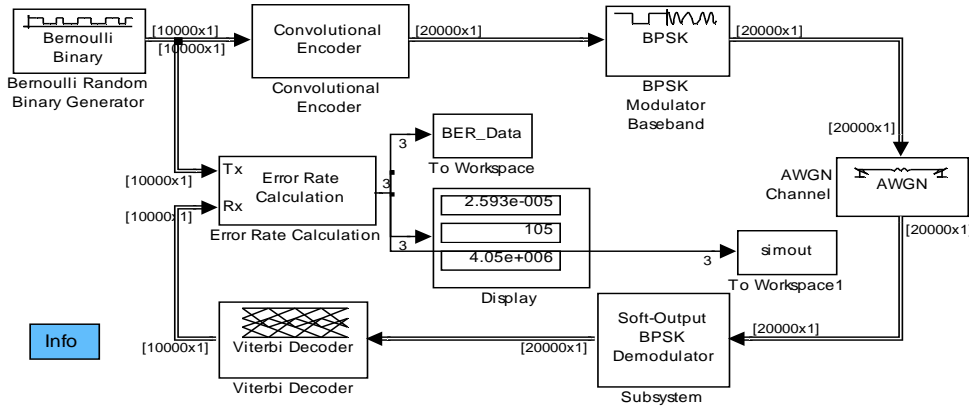 Bernoulli
Binary
Bernoulli Random
Binary Generator
[10000x1]
[10000x1]
Convolutional
Encoder
Convolutional
Encoder
[20000x1]
BPSK
BPSK
Modulator
Baseband
[20000x1]
[20000x1]
AWGN
Channel
AWGN
[20000x1]
BER_Data
To Workspace
3
Tx
Rx
Error Rate
Calculation
Error Rate Calculation
[10000x1]
[10000x1]
3
3
2.593e-005
105
4.05e+006
Display
3
simout
To Workspace1
Info
[10000x1]
Viterbi Decoder
Viterbi Decoder
[20000x1]
Soft-Output
BPSK
Demodulator
Subsystem
[20000x1]